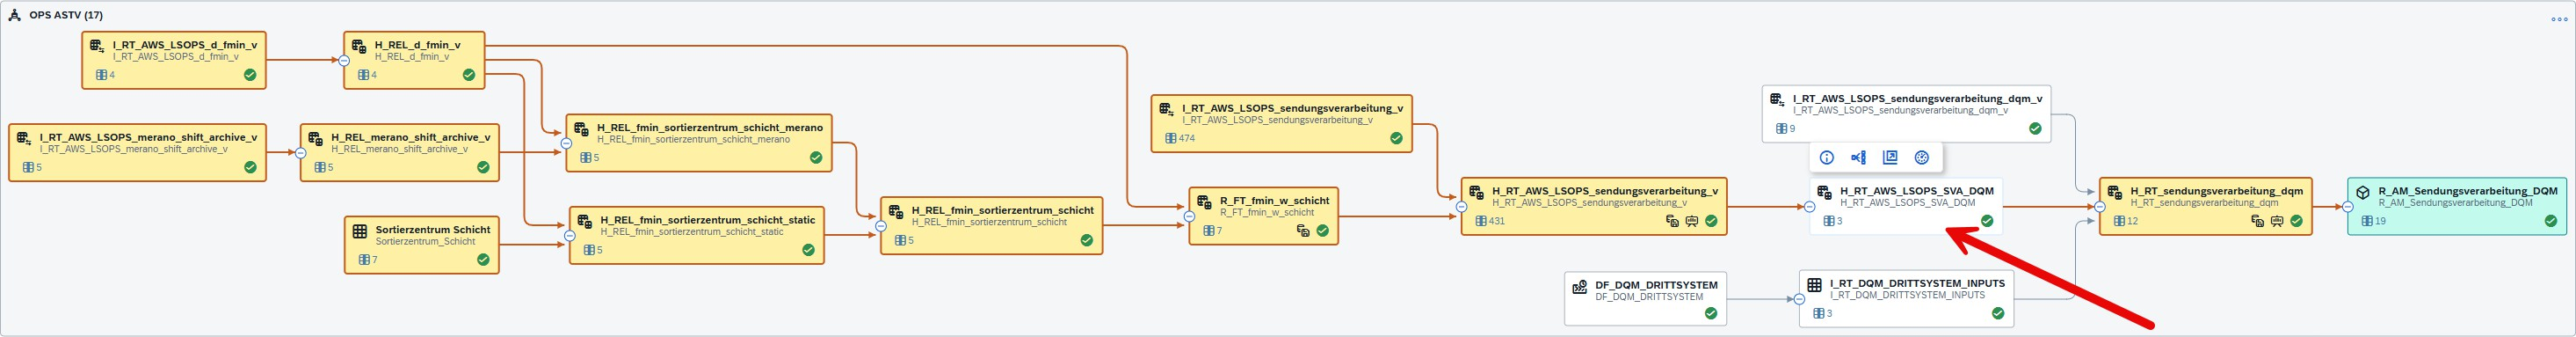 OPS ASTV (17)
I_RT_AWS_LSOPS_d_fmin_v
I_RT_AWS_LSOPS_d_fmin_v
4
H_REL_d_fmin_v
H_REL_d_fmin_v
4
I_RT_AWS_LSOPS_merano_shift_archive_v
I_RT_AWS_LSOPS_merano_shift_archive_v
5
H_REL_merano_shift_archive_v
H_REL_merano_shift_archive_v
5
Sortierzentrum Schicht
Sortierzentrum_Schicht
7
H_REL_fmin_sortierzentrum_schicht_merano
H_REL_fmin_sortierzentrum_schicht_merano
5
H_REL_fmin_sortierzentrum_schicht_static
H_REL_fmin_sortierzentrum_schicht_static
5
H_REL_fmin_sortierzentrum_schicht
H_REL_fmin_sortierzentrum_schicht
5
I_RT_AWS_LSOPS_sendungsverarbeitung_v
I_RT_AWS_LSOPS_sendungsverarbeitung_v
474
R_FT_fmin_w_schicht
R_FT_fmin_w_schicht
7
H_RT_AWS_LSOPS_sendungsverarbeitung_v
H_RT_AWS_LSOPS_sendungsverarbeitung_v
431
I_RT_AWS_LSOPS_sendungsverarbeitung_dqm_v
I_RT_AWS_LSOPS_sendungsverarbeitung_dqm_v
9
H_RT_AWS_LSOPS_SVA_DQM
H_RT_AWS_LSOPS_SVA_DQM
3
DF_DQM_DRITTSYSTEM
DF_DQM_DRITTSYSTEM
I_RT_DQM_DRITTSYSTEM_INPUTS
I_RT_DQM_DRITTSYSTEM_INPUTS
3
H_RT_sendungsverarbeitung_dqm
H_RT_sendungsverarbeitung_dqm
12
R_AM_Sendungsverarbeitung_DQM
R_AM_Sendungsverarbeitung_DQM
19